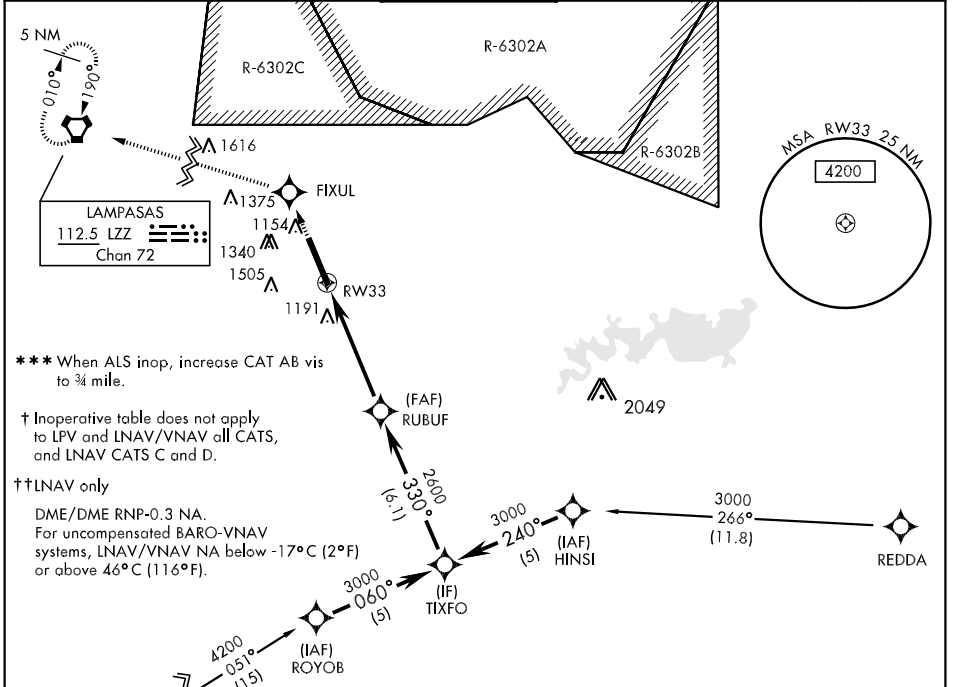 5 NM
010°
190°
R-6302C
R-6302A
R-6302B
MSA RW33 25 NM
4200
1616
FIXUL
1375
1154
1340
1505
RW33
1191
LAMPASAS
112.5 LZZ
Chan 72
*** When ALS inop, increase CAT AB vis
to ¾ mile.
† Inoperative table does not apply
to LPV and LNAV/VNAV all CATS,
and LNAV CATS C and D.
††LNAV only
DME/DME RNP-0.3 NA.
For uncompensated BARO-VNAV
systems, LNAV/VNAV NA below -17°C (2°F)
or above 46°C (116°F).
(FAF)
RUBUF
2049
2600
330°
(6.1)
3000
240°
(5)
(IAF)
HINSI
3000
266°
(11.8)
REDDA
(IF)
TIXFO
3000
060°
(5)
(IAF)
ROYOB
4200
051°
(15)